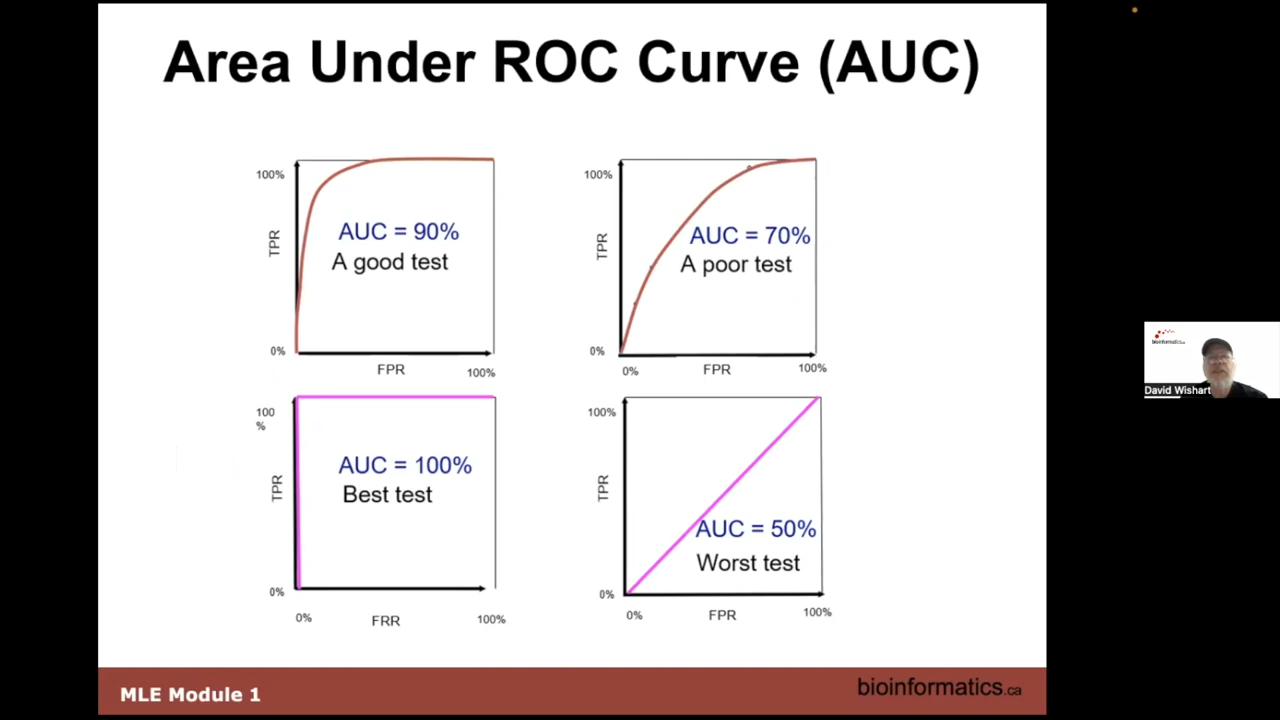 Area Under ROC Curve (AUC)
100%
TPR
AUC = 90%
A good test
0%
FPR
100%
100%
TPR
AUC = 70%
A poor test
0%
0%
FPR
100%
100
%
TPR
AUC = 100%
Best test
0%
0%
FRR
100%
100%
TPR
AUC = 50%
Worst test
0%
0%
FPR
100%
MLE Module 1
bioinformatics.ca
bioinformatics.ca
David Wishart